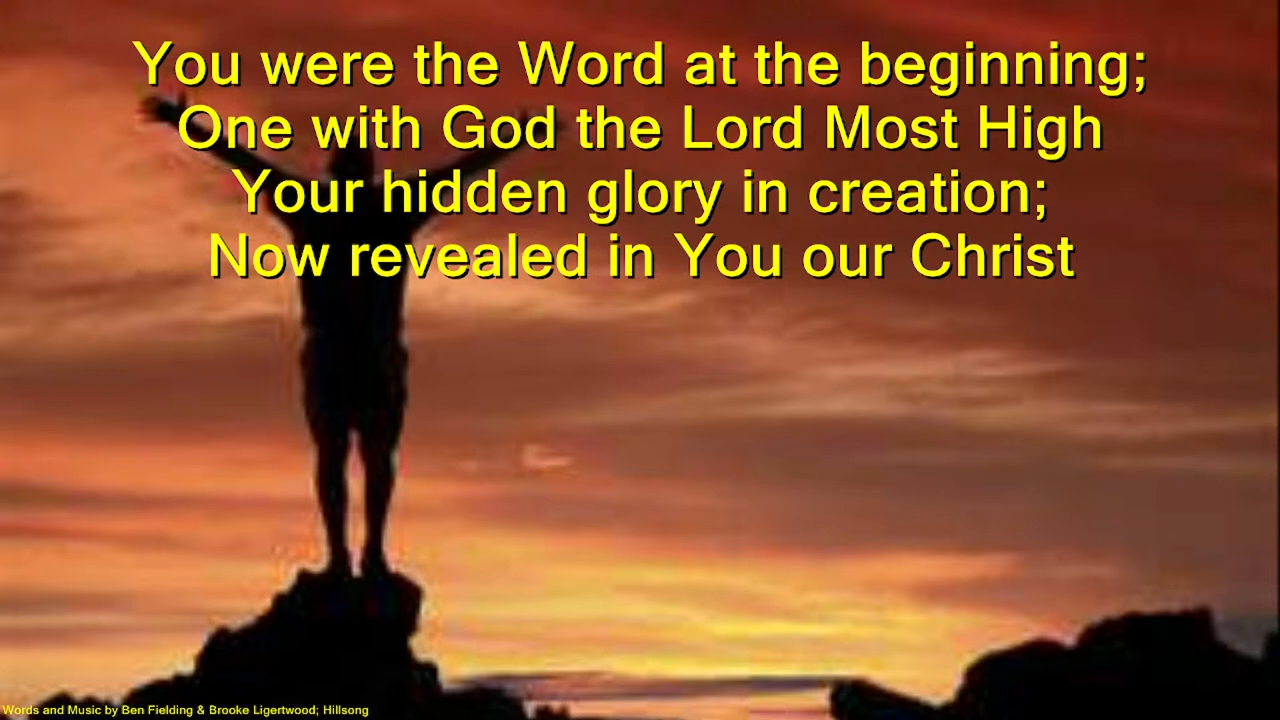 You were the Word at the beginning;
One with God the Lord Most High
Your hidden glory in creation;
Now revealed in You our Christ
Words and Music by Ben Fielding & Brooke Ligertwood; Hillsong